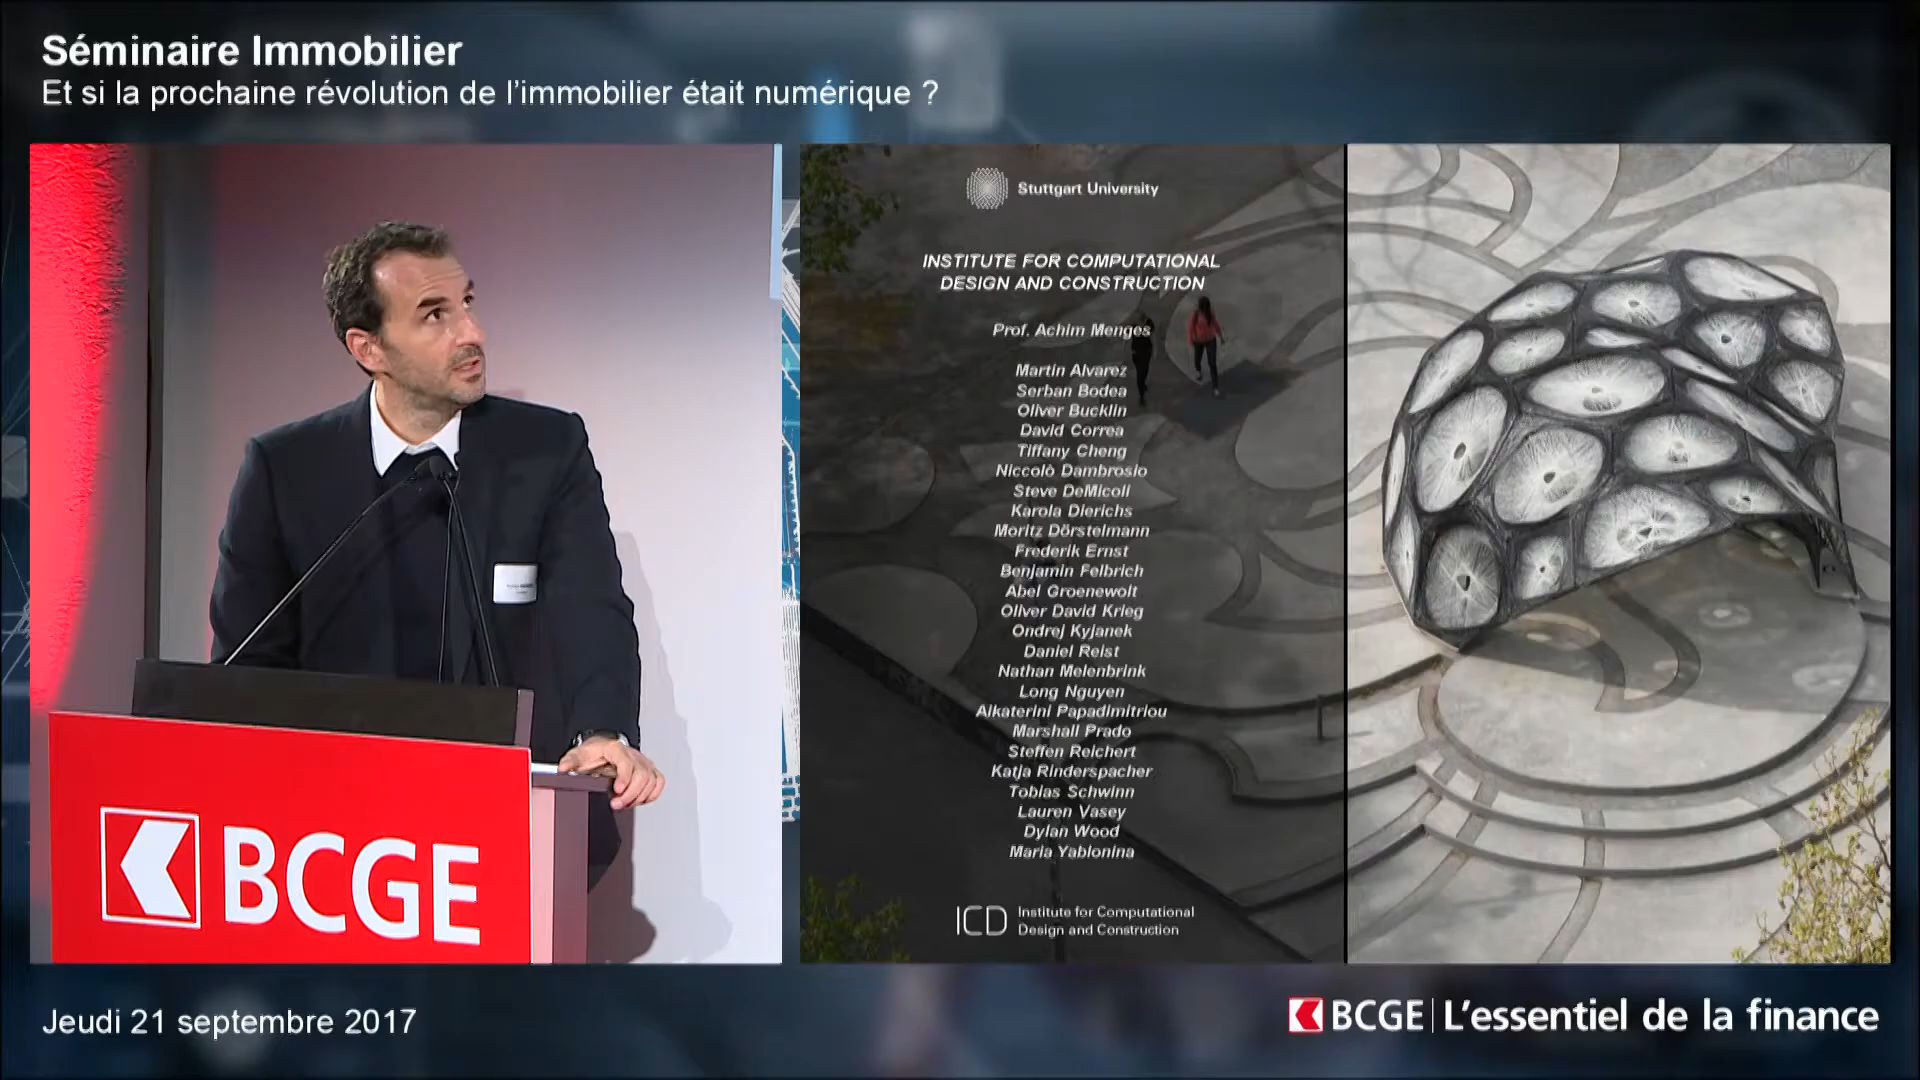 Séminaire Immobilier
Et si la prochaine révolution de l’immobilier était numérique ?
Stuttgart University
INSTITUTE FOR COMPUTATIONAL
DESIGN AND CONSTRUCTION
Prof. Achim Menges
Martin Alvarez
Serban Bodea
Oliver Bucklin
David Correa
Tiffany Cheng
Niccolò Dambrosio
Steve DeMicoli
Karola Dierichs
Moritz Dörstelmann
Frederik Ernst
Benjamin Felbrich
Abel Groenewolt
Oliver David Krieg
Ondrej Kyjanek
Daniel Reist
Nathan Melenbrink
Long Nguyen
Aikaterini Papadimitriou
Marshall Prado
Steffen Reichert
Katja Rinderspacher
Tobias Schwinn
Lauren Vasey
Dylan Wood
Maria Yablonina
ICD Institute for Computational
Design and Construction
BCGE
Jeudi 21 septembre 2017
BCGE L’essentiel de la finance